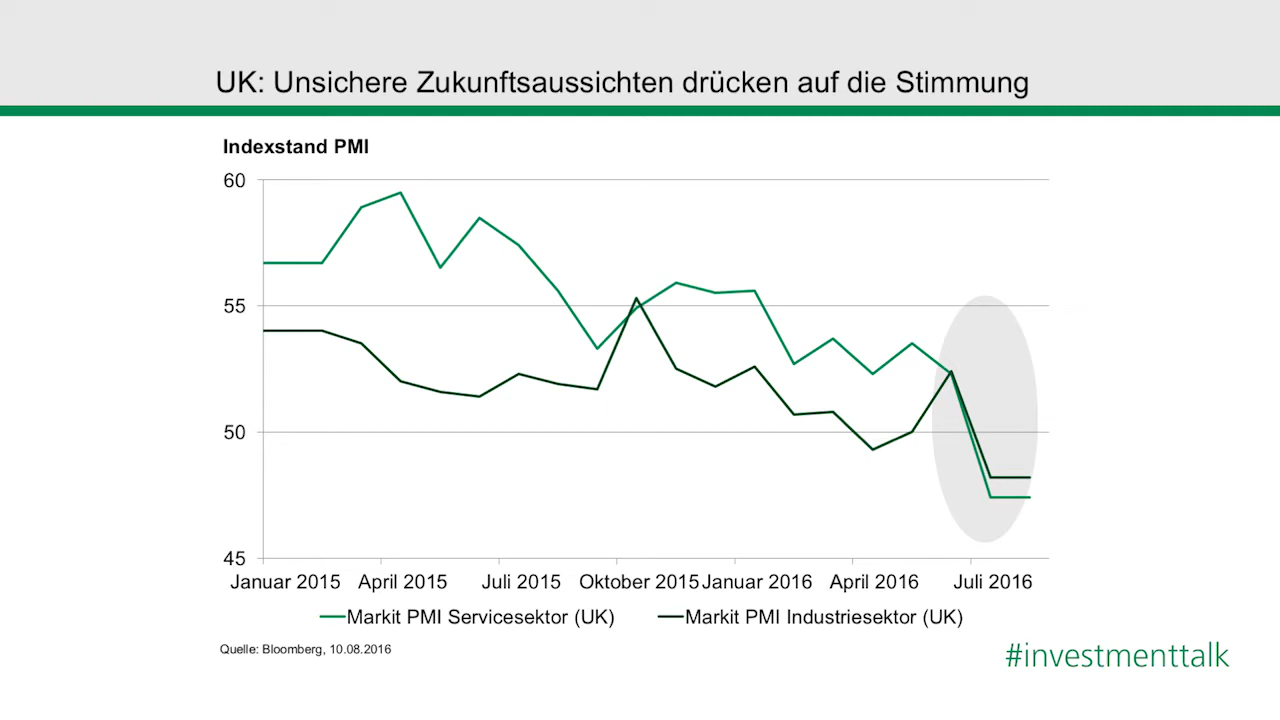 UK: Unsichere Zukunftsaussichten drücken auf die Stimmung
Indexstand PMI
60
55
50
45
Januar 2015 April 2015 Juli 2015 Oktober 2015 Januar 2016 April 2016 Juli 2016
Markit PMI Servicesektor (UK) Markit PMI Industriesektor (UK)
Quelle: Bloomberg, 10.08.2016
#investmenttalk